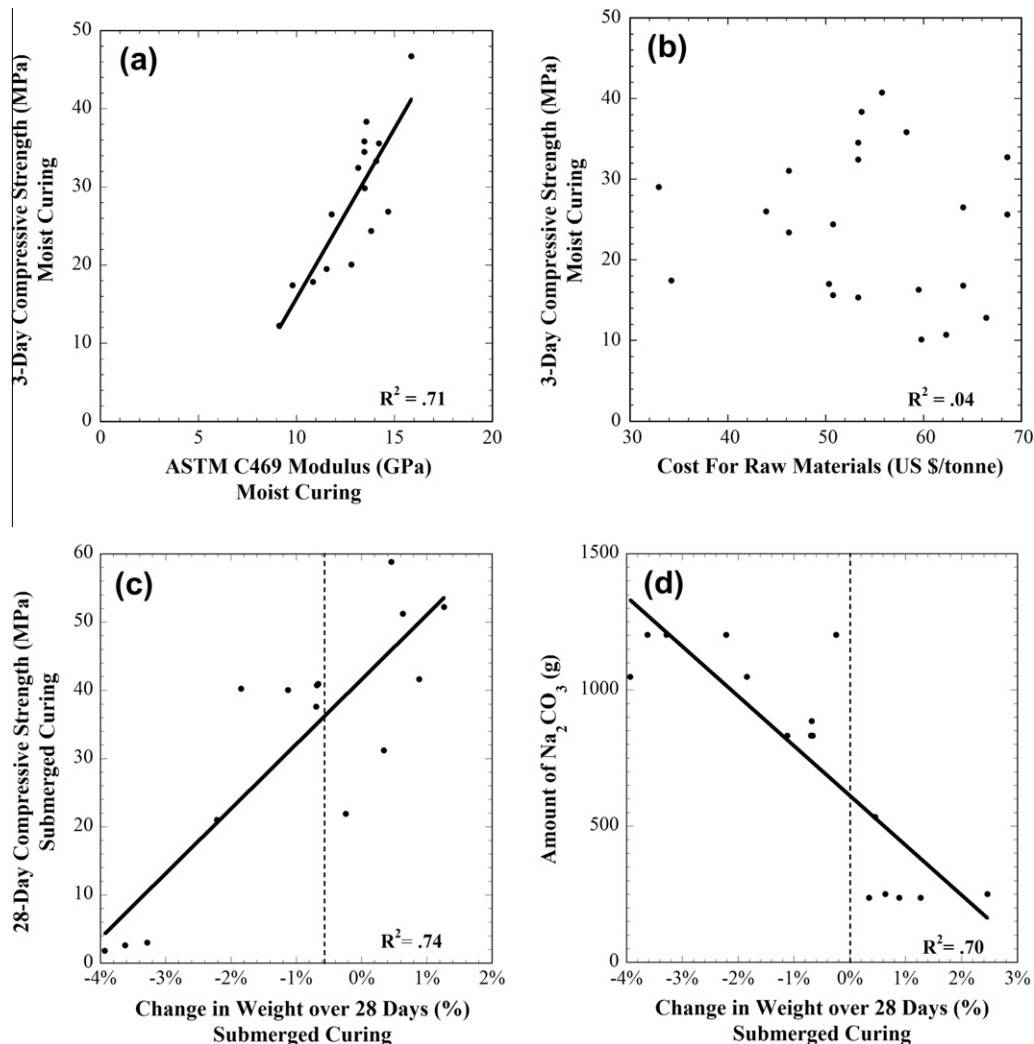 (a)
3-Day Compressive Strength (MPa)
Moist Curing
50
40
30
20
10
0
R² = .71
0 5 10 15 20
ASTM C469 Modulus (GPa)
Moist Curing
(b)
3-Day Compressive Strength (MPa)
Moist Curing
50
40
30
20
10
0
R² = .04
30 40 50 60 70
Cost For Raw Materials (US $/tonne)
(c)
28-Day Compressive Strength (MPa)
Submerged Curing
60
50
40
30
20
10
0
R²= .74
-4% -3% -2% -1% 0% 1% 2%
Change in Weight over 28 Days (%)
Submerged Curing
(d)
Amount of Na₂CO₃ (g)
1500
1000
500
0
R²= .70
-4% -3% -2% -1% 0% 1% 2% 3%
Change in Weight over 28 Days (%)
Submerged Curing